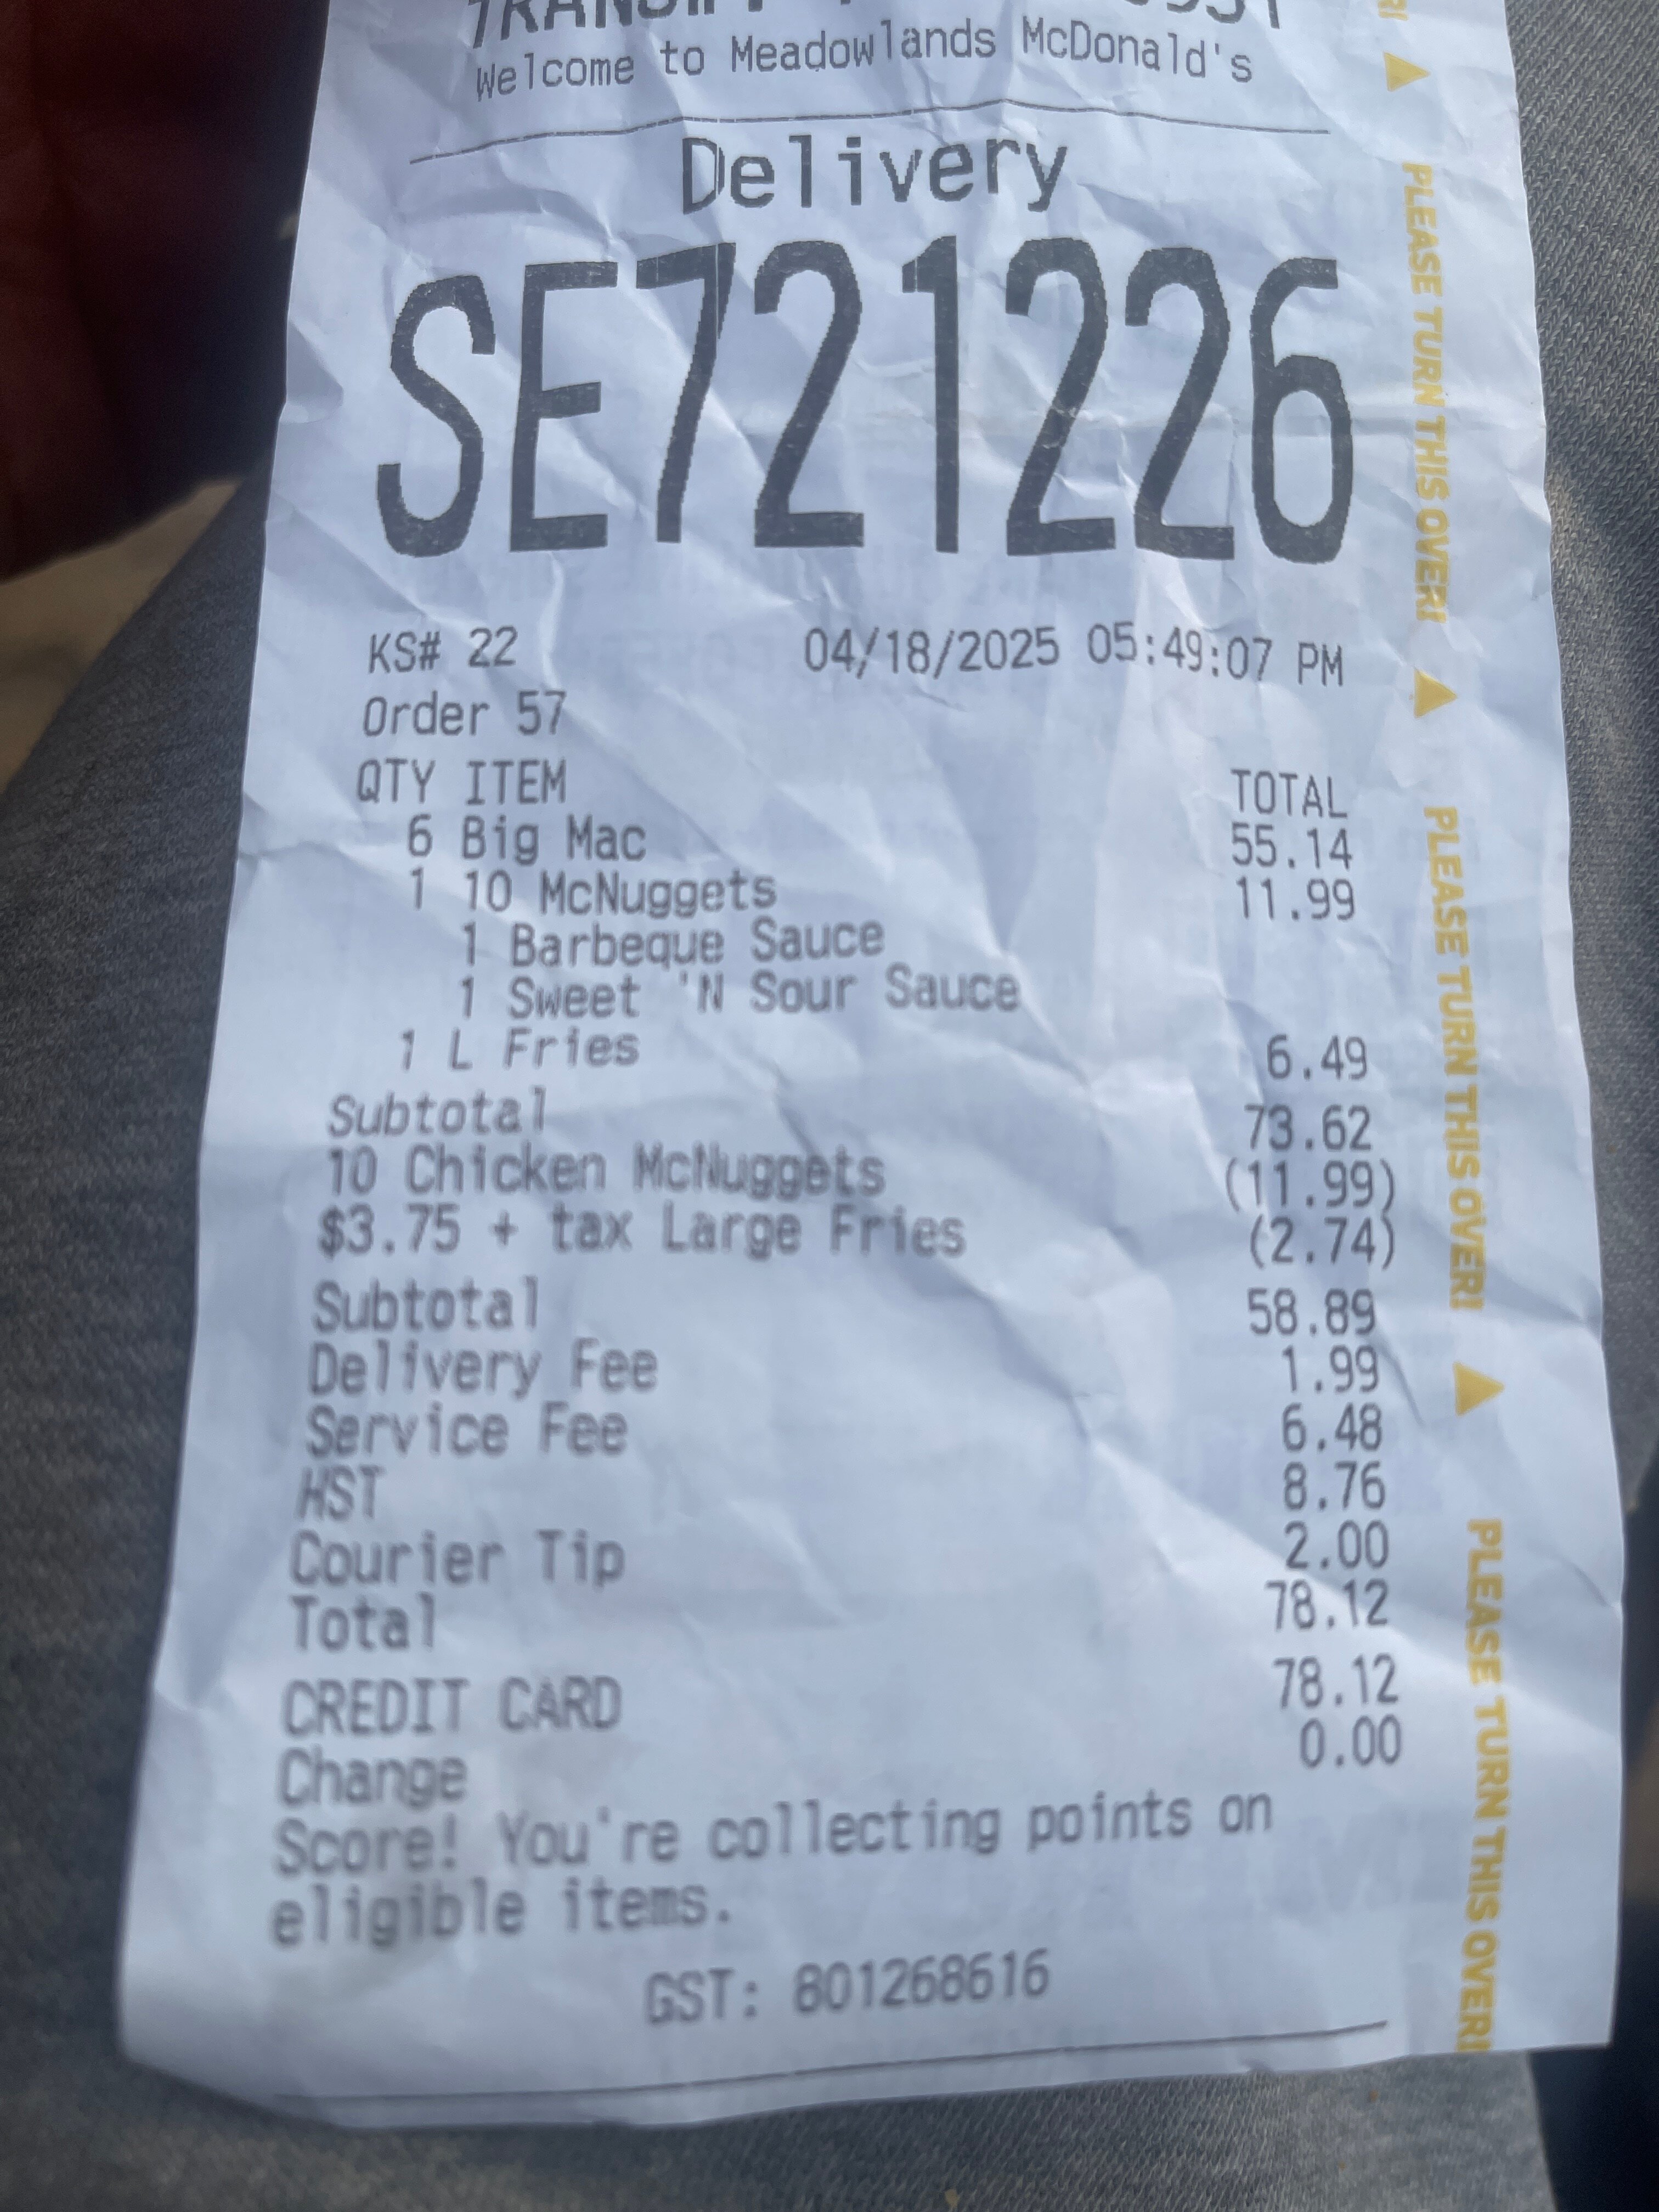 Welcome to Meadowlands McDonald's
Delivery
SE721226
KS# 22 04/18/2025 05:49:07 PM
Order 57
QTY ITEM TOTAL
6 Big Mac 55.14
1 10 McNuggets 11.99
1 Barbeque Sauce
1 Sweet 'N Sour Sauce
1 L Fries 6.49
Subtotal 73.62
10 Chicken McNuggets (11.99)
$3.75 + tax Large Fries (2.74)
Subtotal 58.89
Delivery Fee 1.99
Service Fee 6.48
HST 8.76
Courier Tip 2.00
Total 78.12
CREDIT CARD 78.12
Change 0.00
Score! You're collecting points on
eligible items.
GST: 801268616
PLEASE TURN THIS OVER!
PLEASE TURN THIS OVER!
PLEASE TURN THIS OVER!